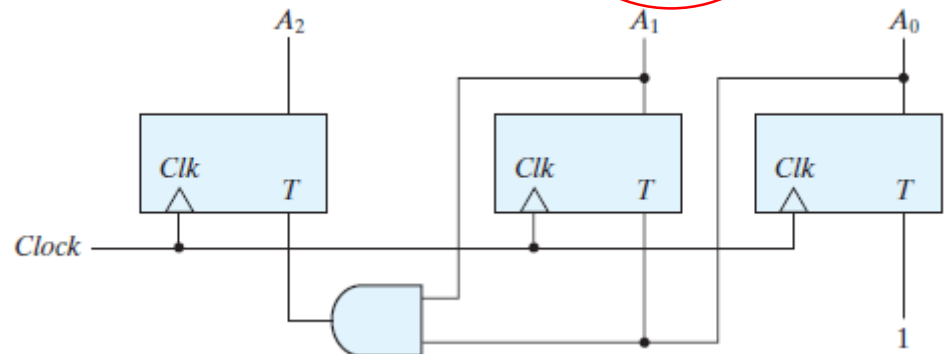 A₂ A₁ A₀
Clk Clk Clk
T T T
Clock
1